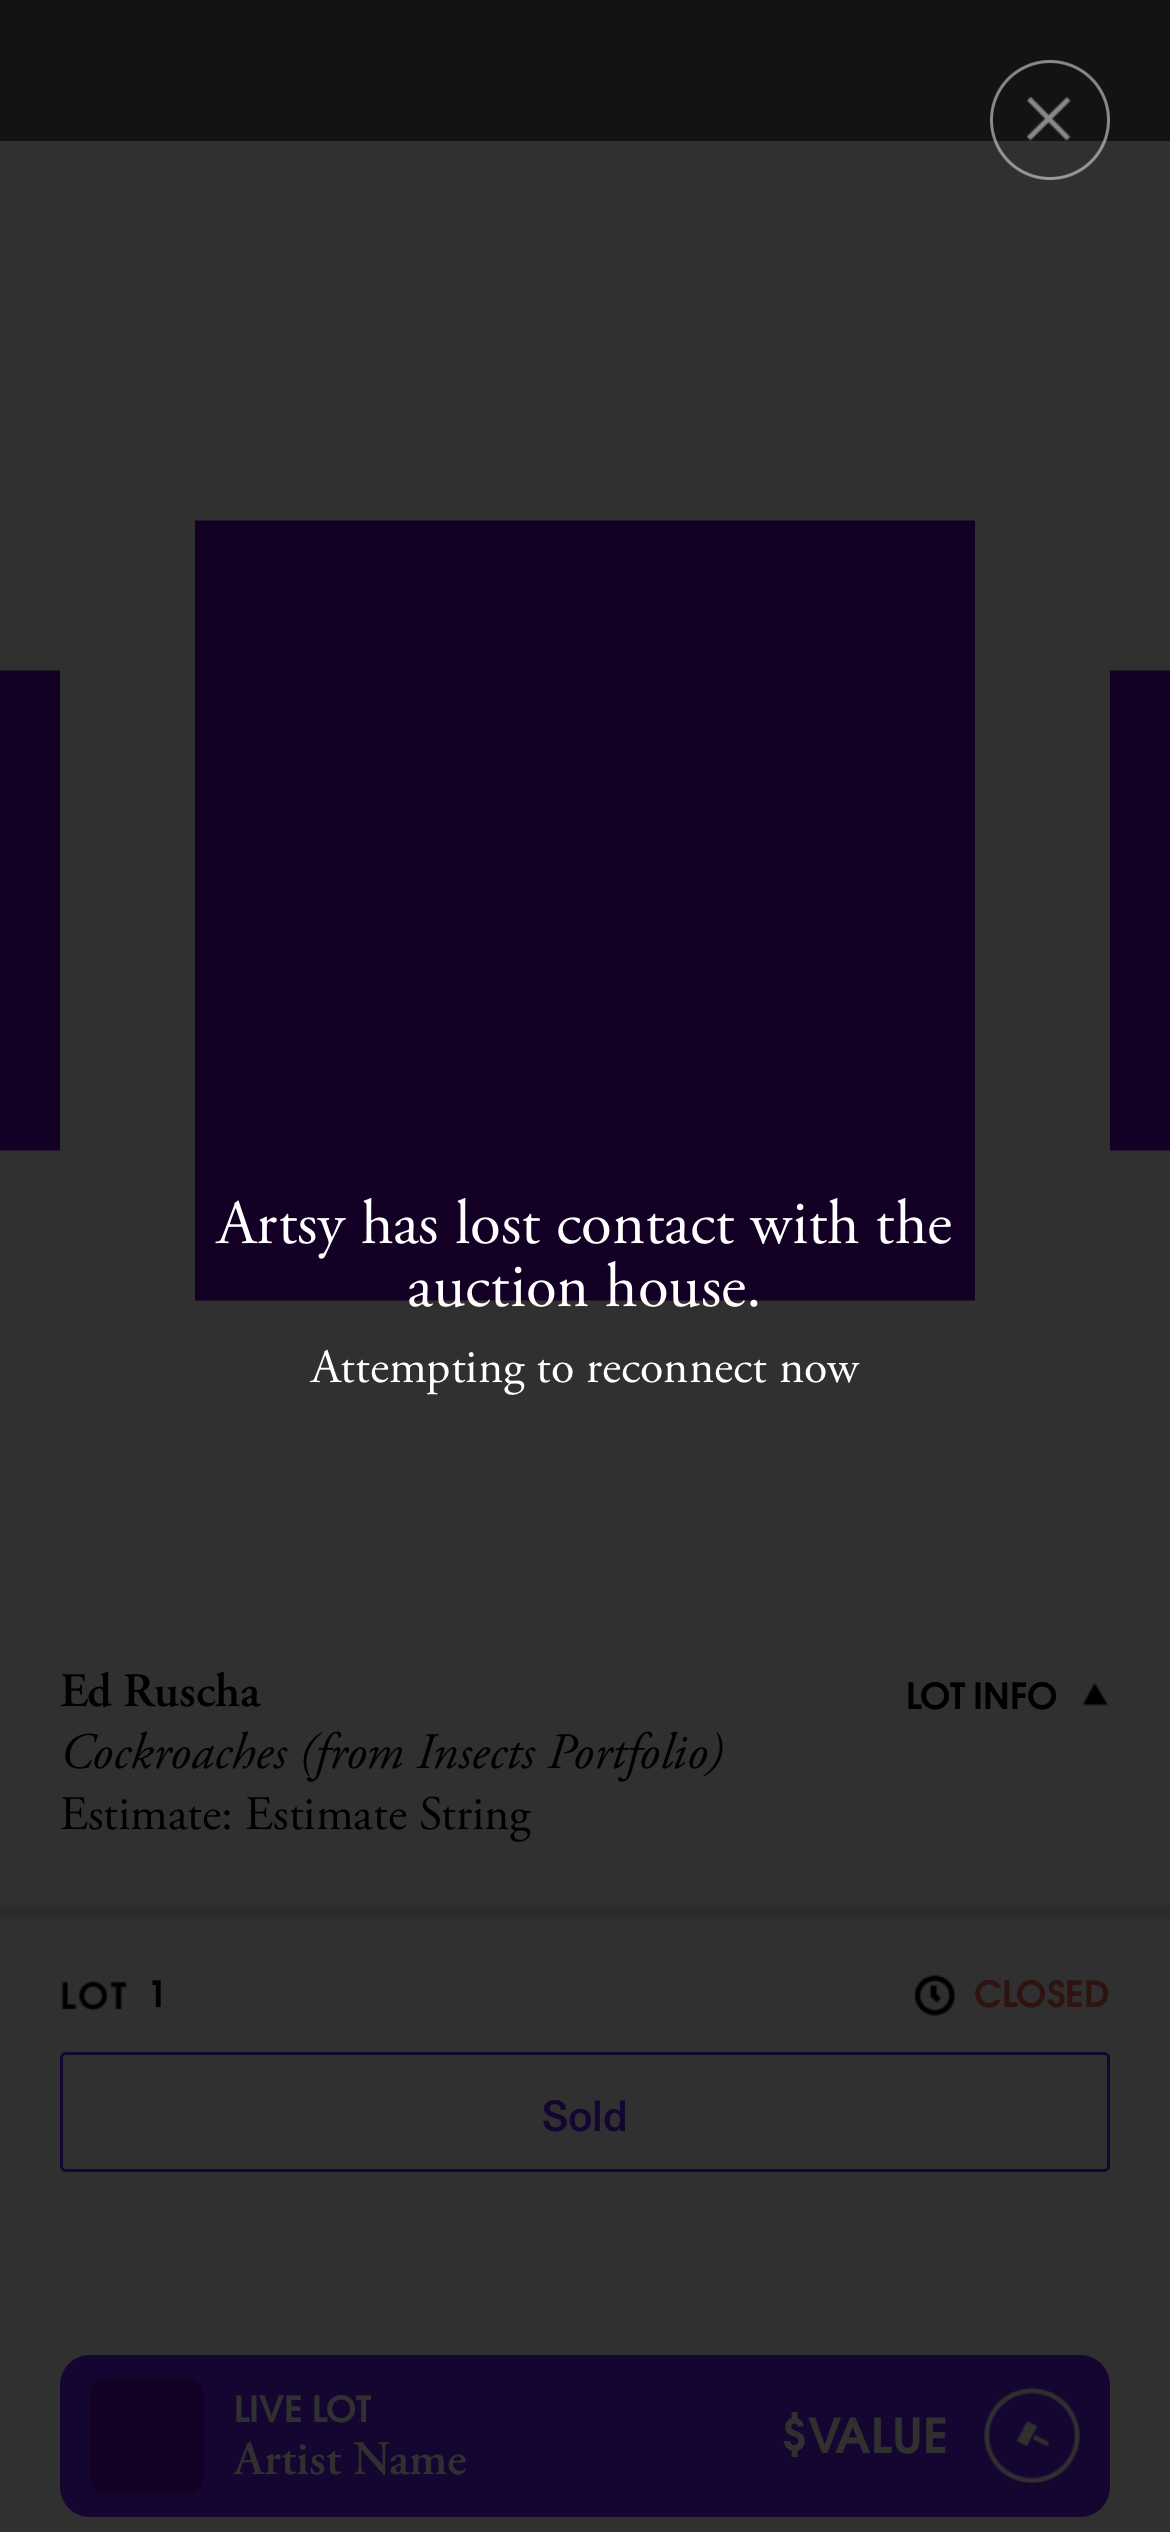 Artsy has lost contact with the
auction house.
Attempting to reconnect now
Ed Ruscha
LOT INFO
Cockroaches (from Insects Portfolio)
Estimate: Estimate String
LOT 1
CLOSED
Sold
LIVE LOT
Artist Name
$VALUE